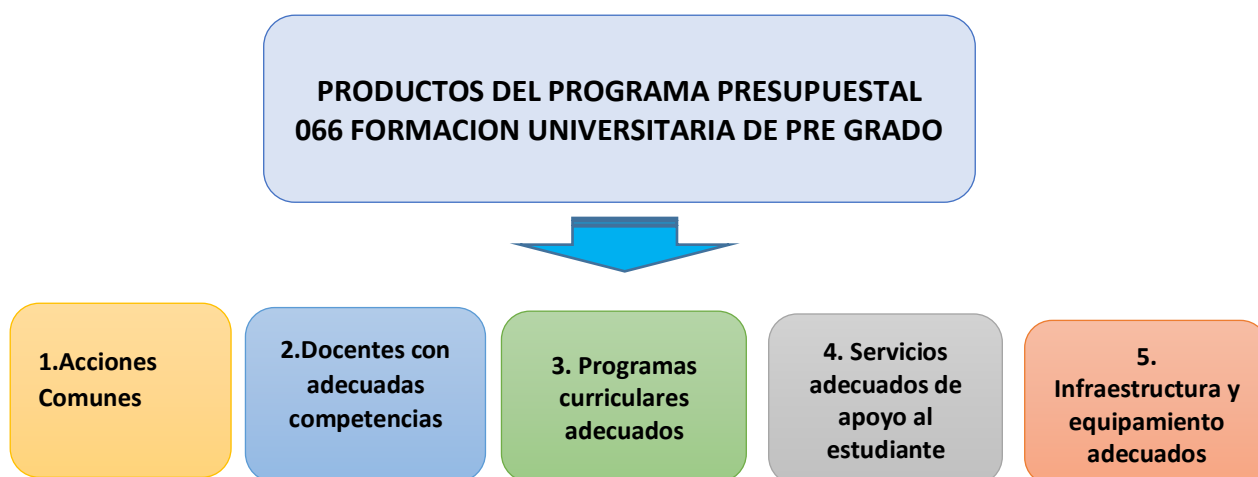 PRODUCTOS DEL PROGRAMA PRESUPUESTAL
066 FORMACION UNIVERSITARIA DE PRE GRADO
1.Acciones
Comunes
2.Docentes con
adecuadas
competencias
3. Programas
curriculares
adecuados
4. Servicios
adecuados de
apoyo al
estudiante
5.
Infraestructura y
equipamiento
adecuados